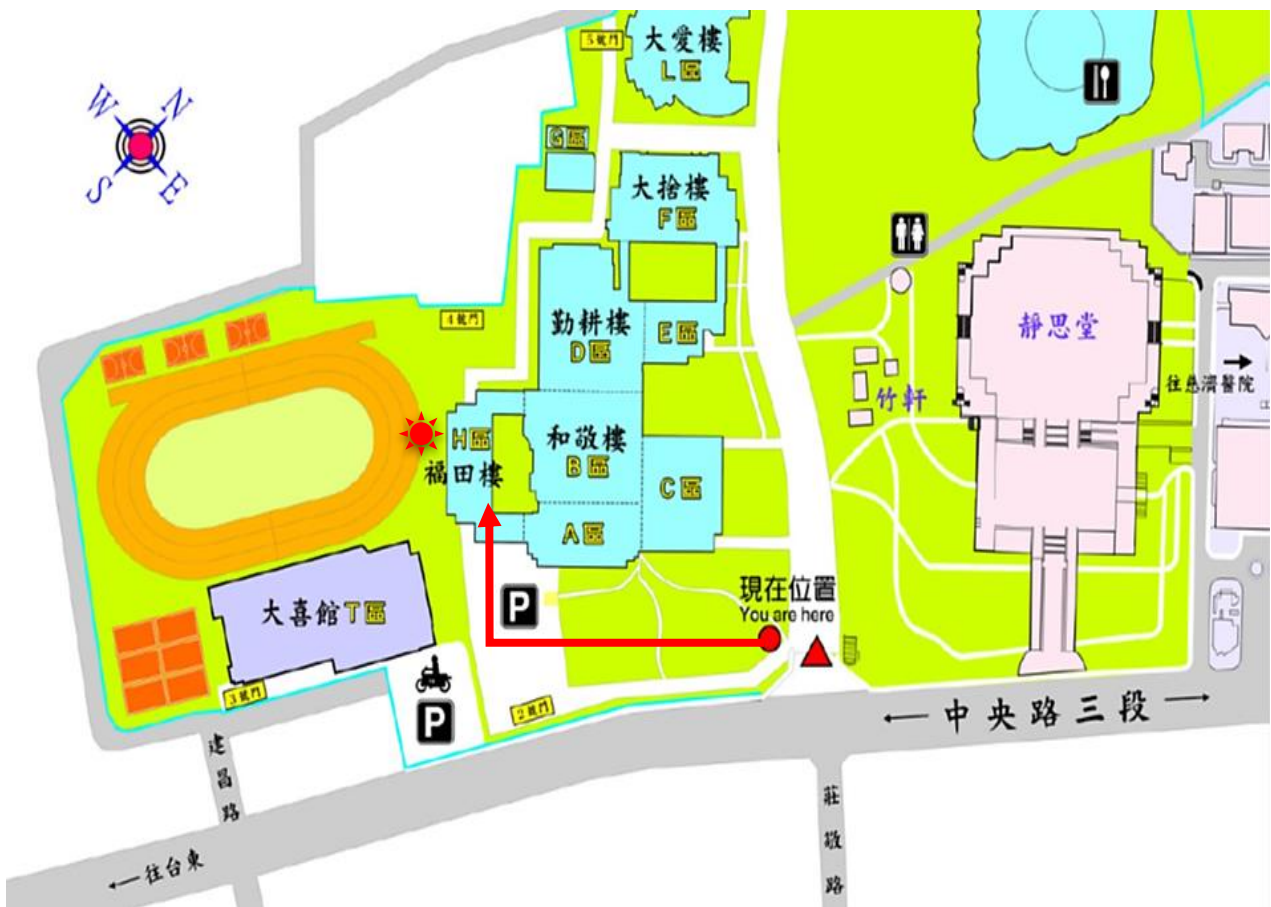 大愛樓
L區
5號門
W
N
S
E
G區
大捨樓
F區
勤耕樓
D區
E區
4號門
靜思堂
往慈濟醫院
竹軒
H區
福田樓
和敬樓
B區
C區
A區
現在位置
You are here
P
大喜館T區
3號門
P
2號門
中央路三段
建昌路
往台東
莊敬路